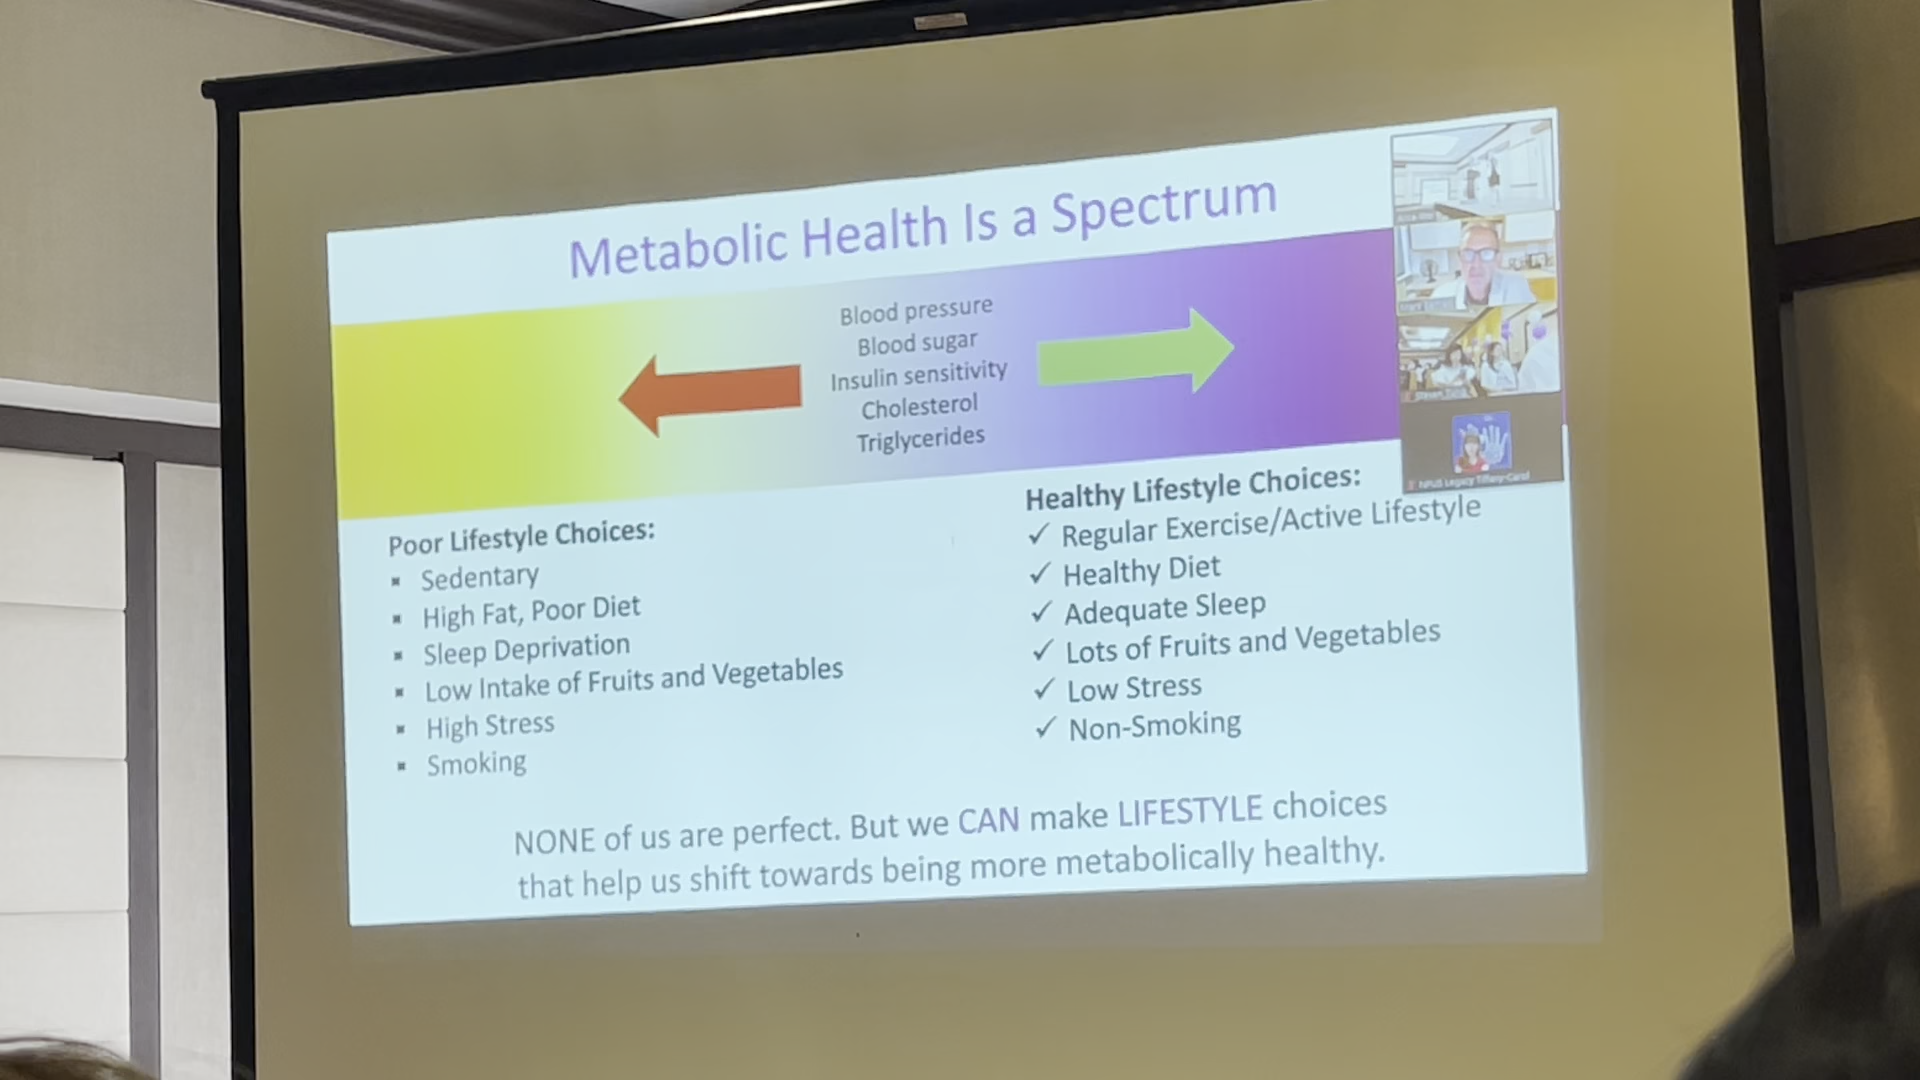 Metabolic Health Is a Spectrum
Blood pressure
Blood sugar
Insulin sensitivity
Cholesterol
Triglycerides
Poor Lifestyle Choices:
Sedentary
High Fat, Poor Diet
Sleep Deprivation
Low Intake of Fruits and Vegetables
High Stress
Smoking
Healthy Lifestyle Choices:
✓ Regular Exercise/Active Lifestyle
✓ Healthy Diet
✓ Adequate Sleep
✓ Lots of Fruits and Vegetables
✓ Low Stress
✓ Non-Smoking
NONE of us are perfect. But we CAN make LIFESTYLE choices
that help us shift towards being more metabolically healthy.